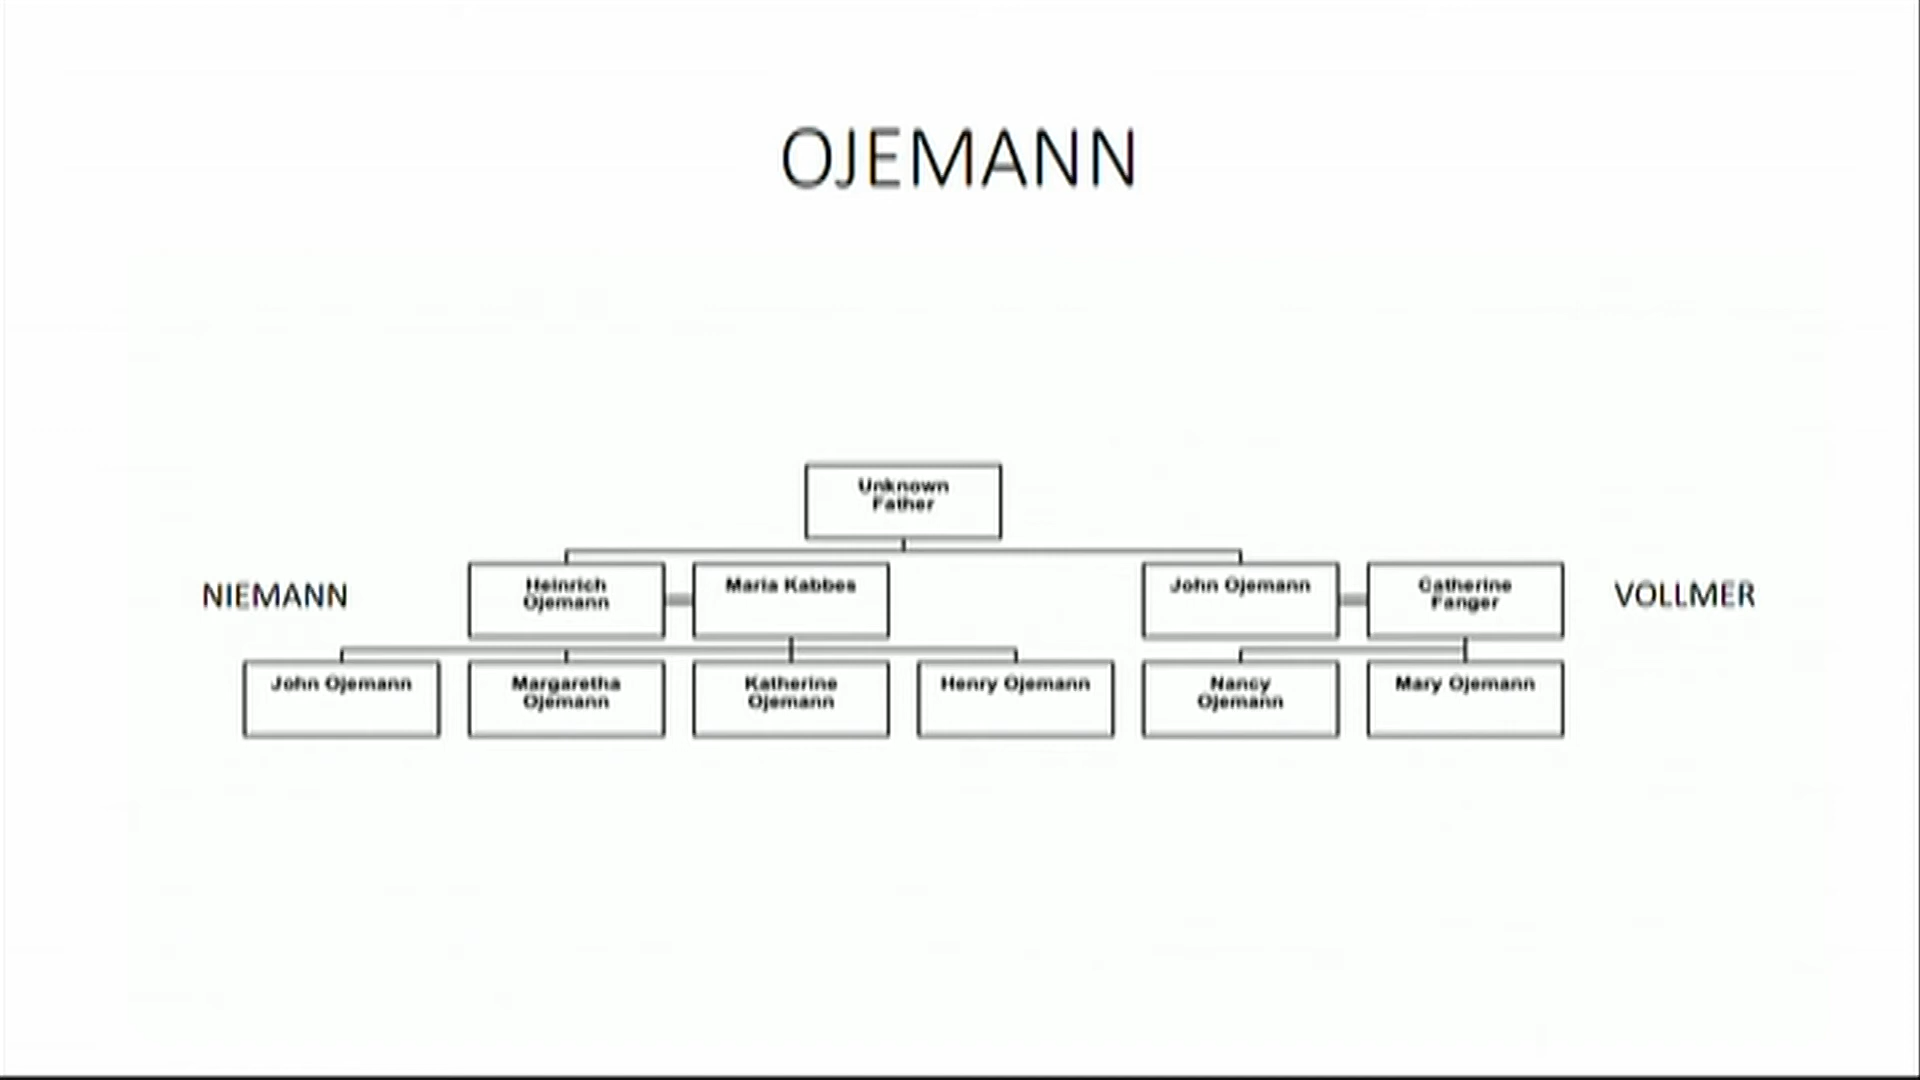 OJEMANN
Unknown
Father
NIEMANN
Heinrich
Ojemann
Maria Kabbes
John Ojemann
Catherine
Fanger
VOLLMER
John Ojemann
Margaretha
Ojemann
Katherine
Ojemann
Henry Ojemann
Nancy
Ojemann
Mary Ojemann